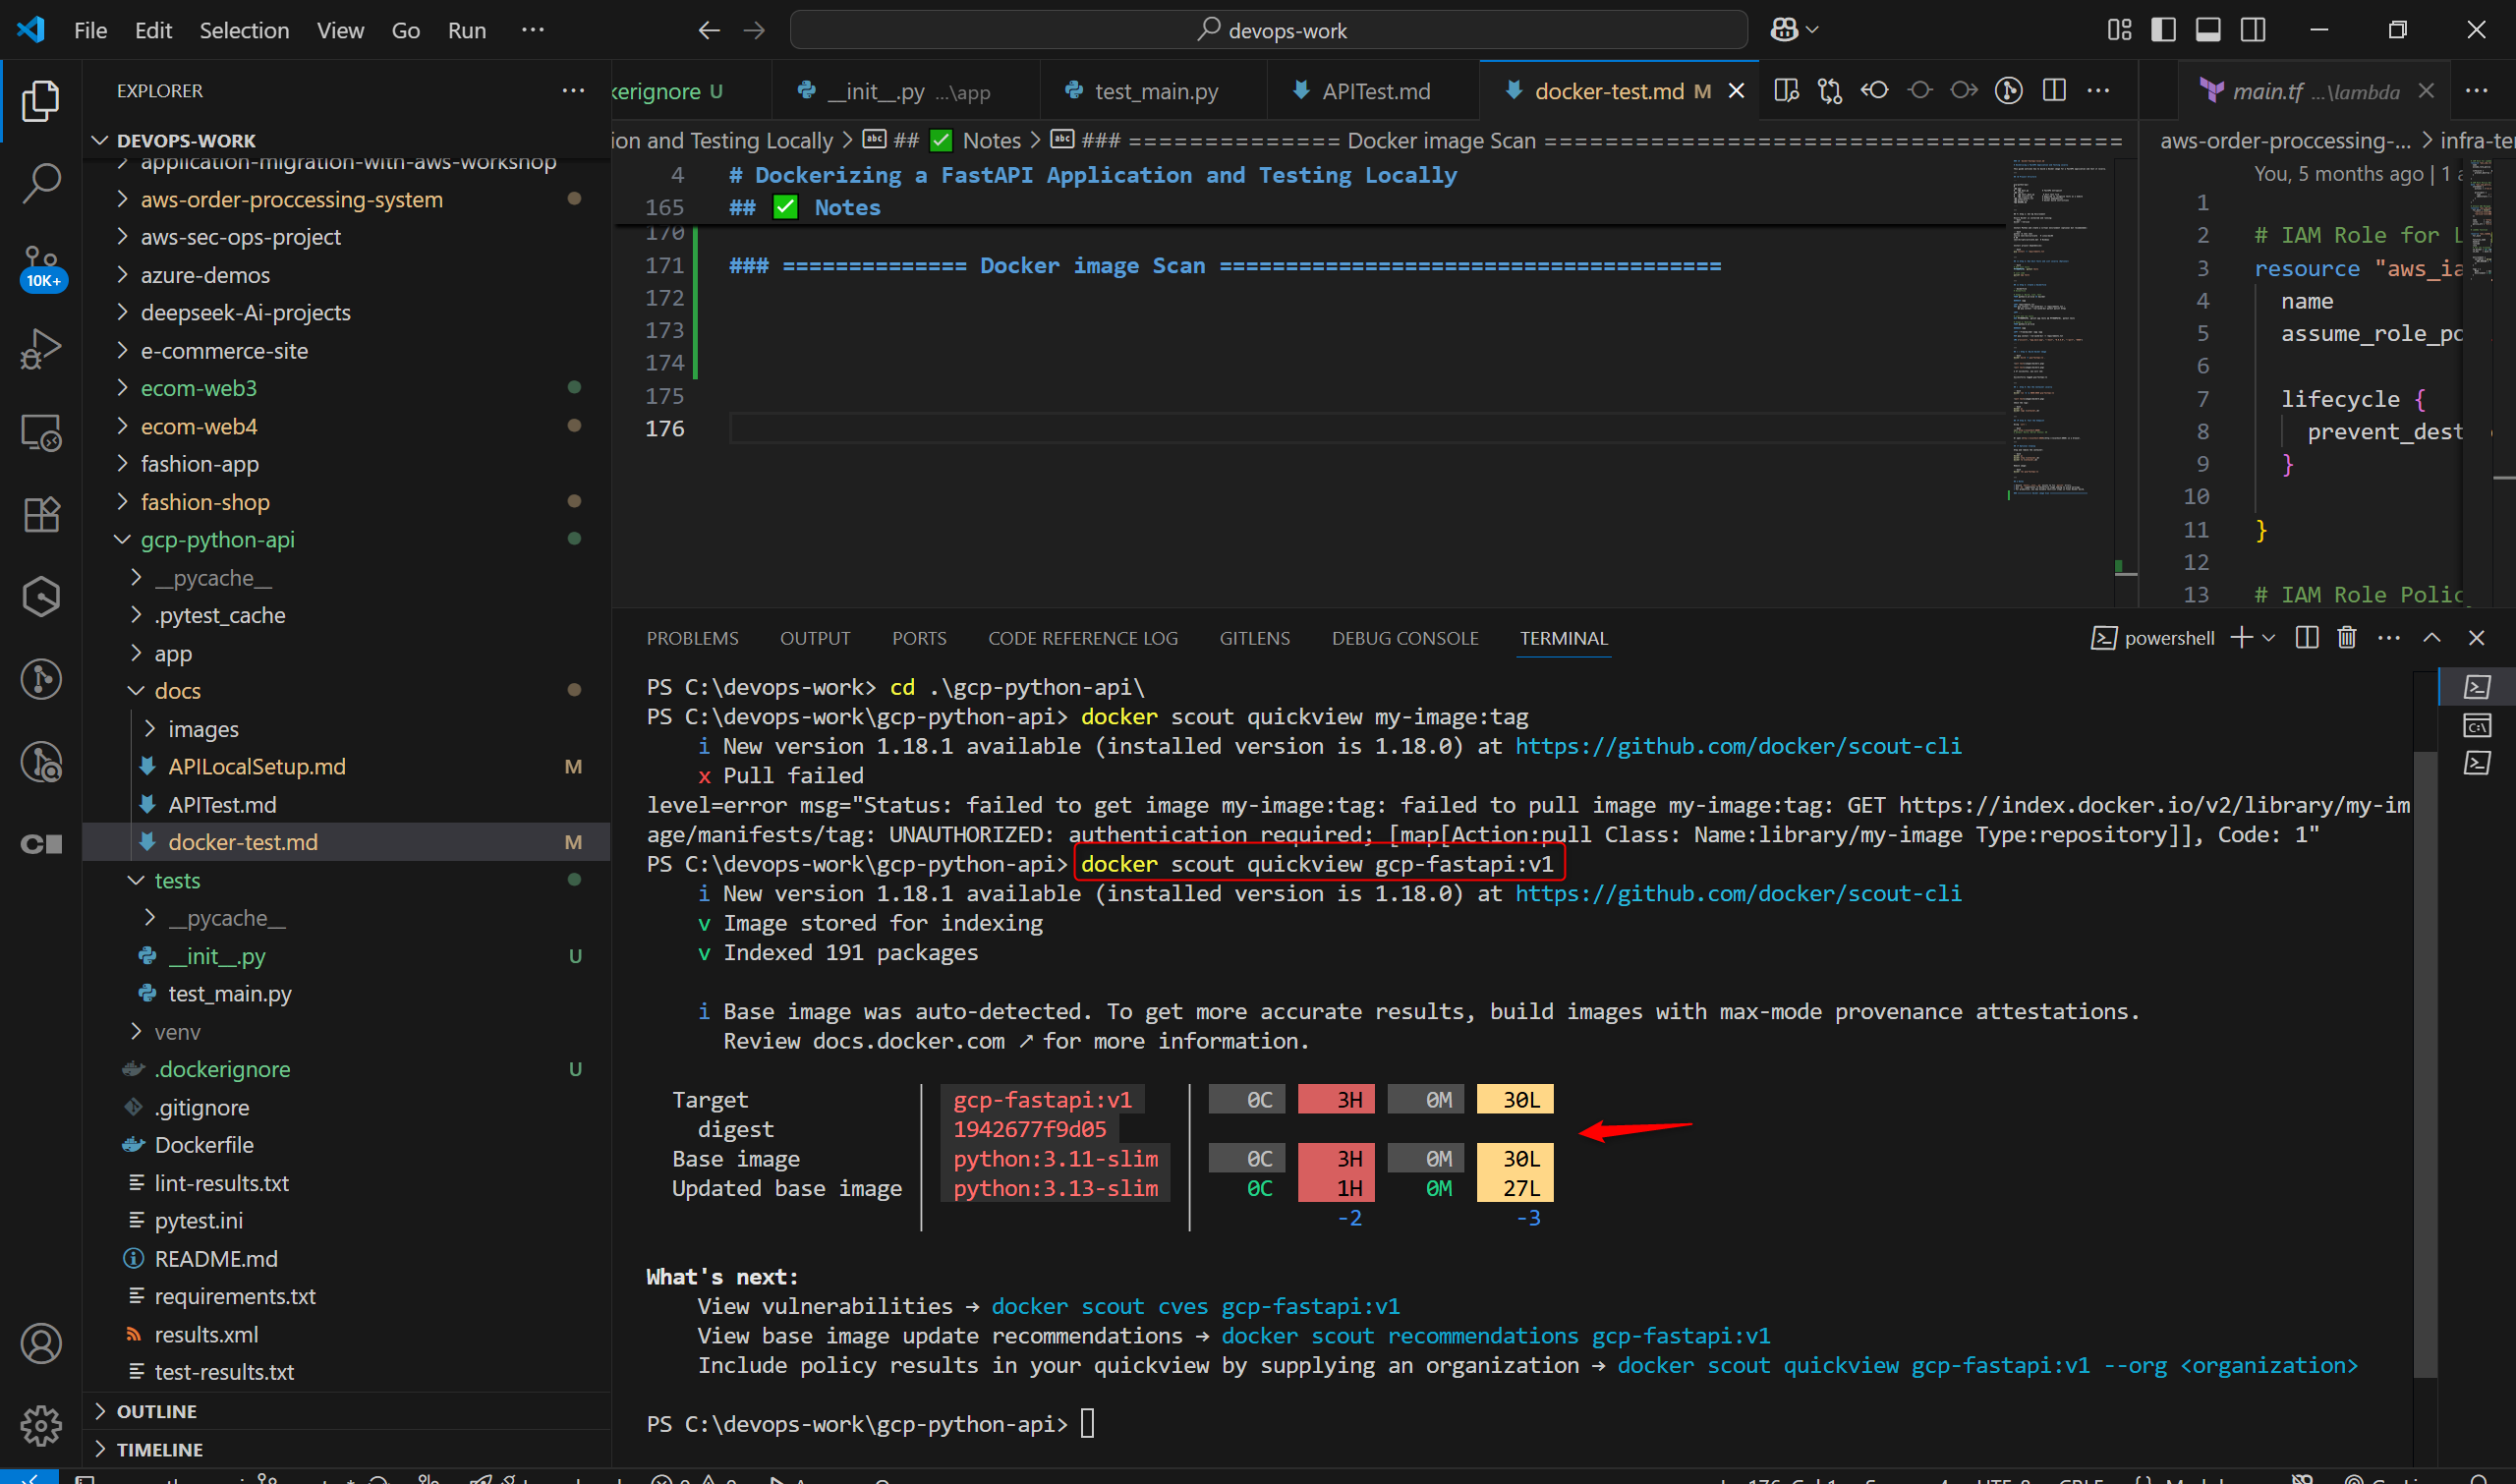 File Edit Selection View Go Run ···
devops-work
EXPLORER ···
DEVOPS-WORK
application-migration-with-aws-workshop
aws-order-proccessing-system
aws-sec-ops-project
azure-demos
deepseek-Ai-projects
e-commerce-site
ecom-web3
ecom-web4
fashion-app
fashion-shop
gcp-python-api
__pycache__
.pytest_cache
app
docs
images
APILocalSetup.md M
APITest.md
docker-test.md M
tests
__pycache__
__init__.py U
test_main.py
venv
.dockerignore U
.gitignore
Dockerfile
lint-results.txt
pytest.ini
README.md
requirements.txt
results.xml
test-results.txt
OUTLINE
TIMELINE
10K+
kerignore U
__init__.py ...\app
test_main.py
APITest.md
docker-test.md M
main.tf ...\lambda
ion and Testing Locally > ## ✅ Notes > ### ============== Docker image Scan ======================================
4 # Dockerizing a FastAPI Application and Testing Locally
165 ## ✅ Notes
170
171 ### ============== Docker image Scan ======================================
172
173
174
175
176
aws-order-proccessing-... > infra-te
You, 5 months ago | 1 a
1
2 # IAM Role for L
3 resource "aws_ia
4 name
5 assume_role_po
6
7 lifecycle {
8 prevent_dest
9 }
10
11 }
12
13 # IAM Role Polic
PROBLEMS OUTPUT PORTS CODE REFERENCE LOG GITLENS DEBUG CONSOLE TERMINAL
powershell
PS C:\devops-work> cd .\gcp-python-api\
PS C:\devops-work\gcp-python-api> docker scout quickview my-image:tag
i New version 1.18.1 available (installed version is 1.18.0) at https://github.com/docker/scout-cli
x Pull failed
level=error msg="Status: failed to get image my-image:tag: failed to pull image my-image:tag: GET https://index.docker.io/v2/library/my-im
age/manifests/tag: UNAUTHORIZED: authentication required; [map[Action:pull Class: Name:library/my-image Type:repository]], Code: 1"
PS C:\devops-work\gcp-python-api> docker scout quickview gcp-fastapi:v1
i New version 1.18.1 available (installed version is 1.18.0) at https://github.com/docker/scout-cli
v Image stored for indexing
v Indexed 191 packages
i Base image was auto-detected. To get more accurate results, build images with max-mode provenance attestations.
Review docs.docker.com ↗ for more information.
Target │ gcp-fastapi:v1 │ 0C 3H 0M 30L
digest │ 1942677f9d05 │
Base image │ python:3.11-slim │ 0C 3H 0M 30L
Updated base image │ python:3.13-slim │ 0C 1H 0M 27L
│ │ -2 -3
What's next:
View vulnerabilities → docker scout cves gcp-fastapi:v1
View base image update recommendations → docker scout recommendations gcp-fastapi:v1
Include policy results in your quickview by supplying an organization → docker scout quickview gcp-fastapi:v1 --org <organization>
PS C:\devops-work\gcp-python-api>